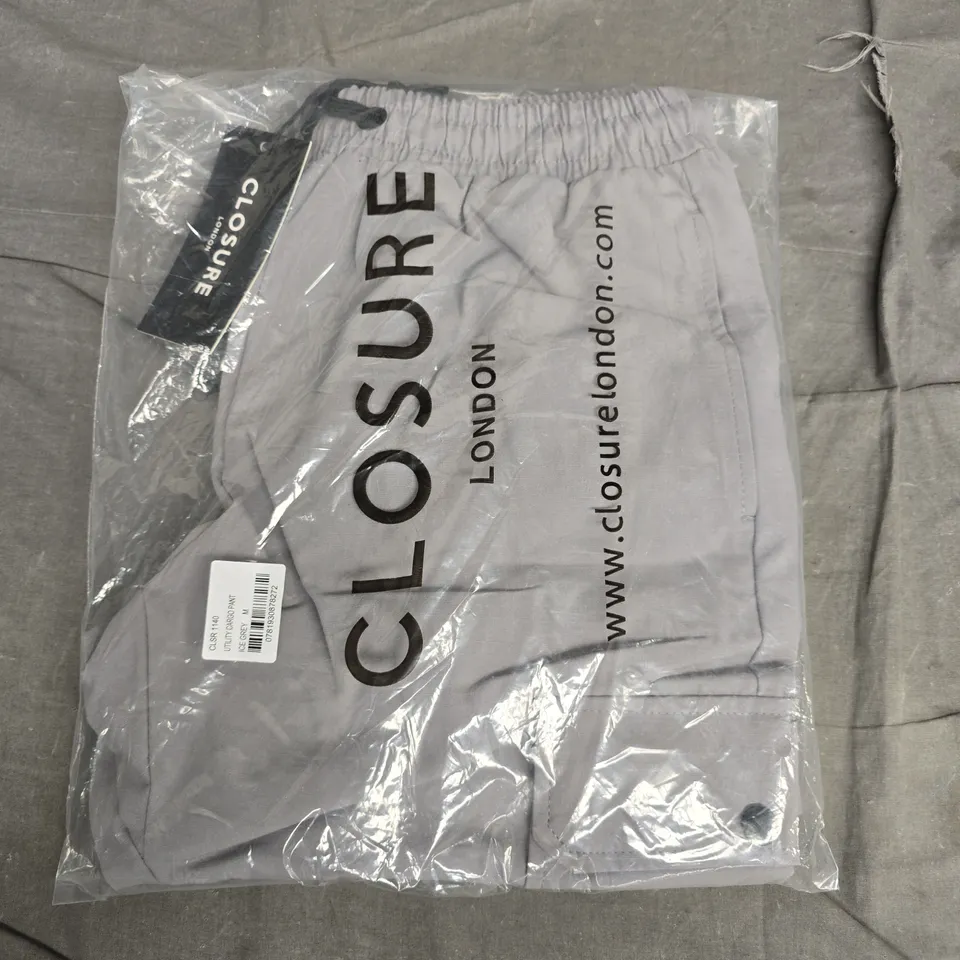 CLOSURE
LONDON
CLOSURE
LONDON
www.closurelondon.com
CLSR 1140
UTILITY CARGO PANT
ICE GREY M
0781930878272